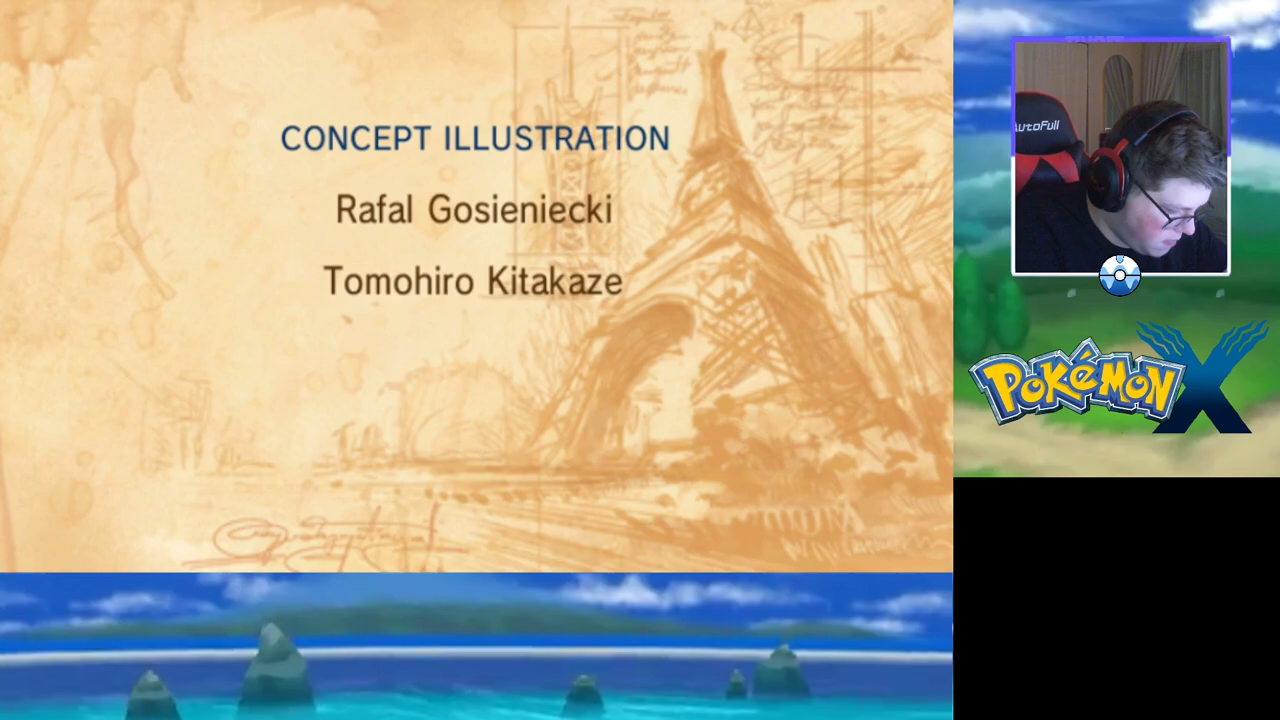 CONCEPT ILLUSTRATION
Rafal Gosieniecki
Tomohiro Kitakaze
AutoFull
POKéMON X